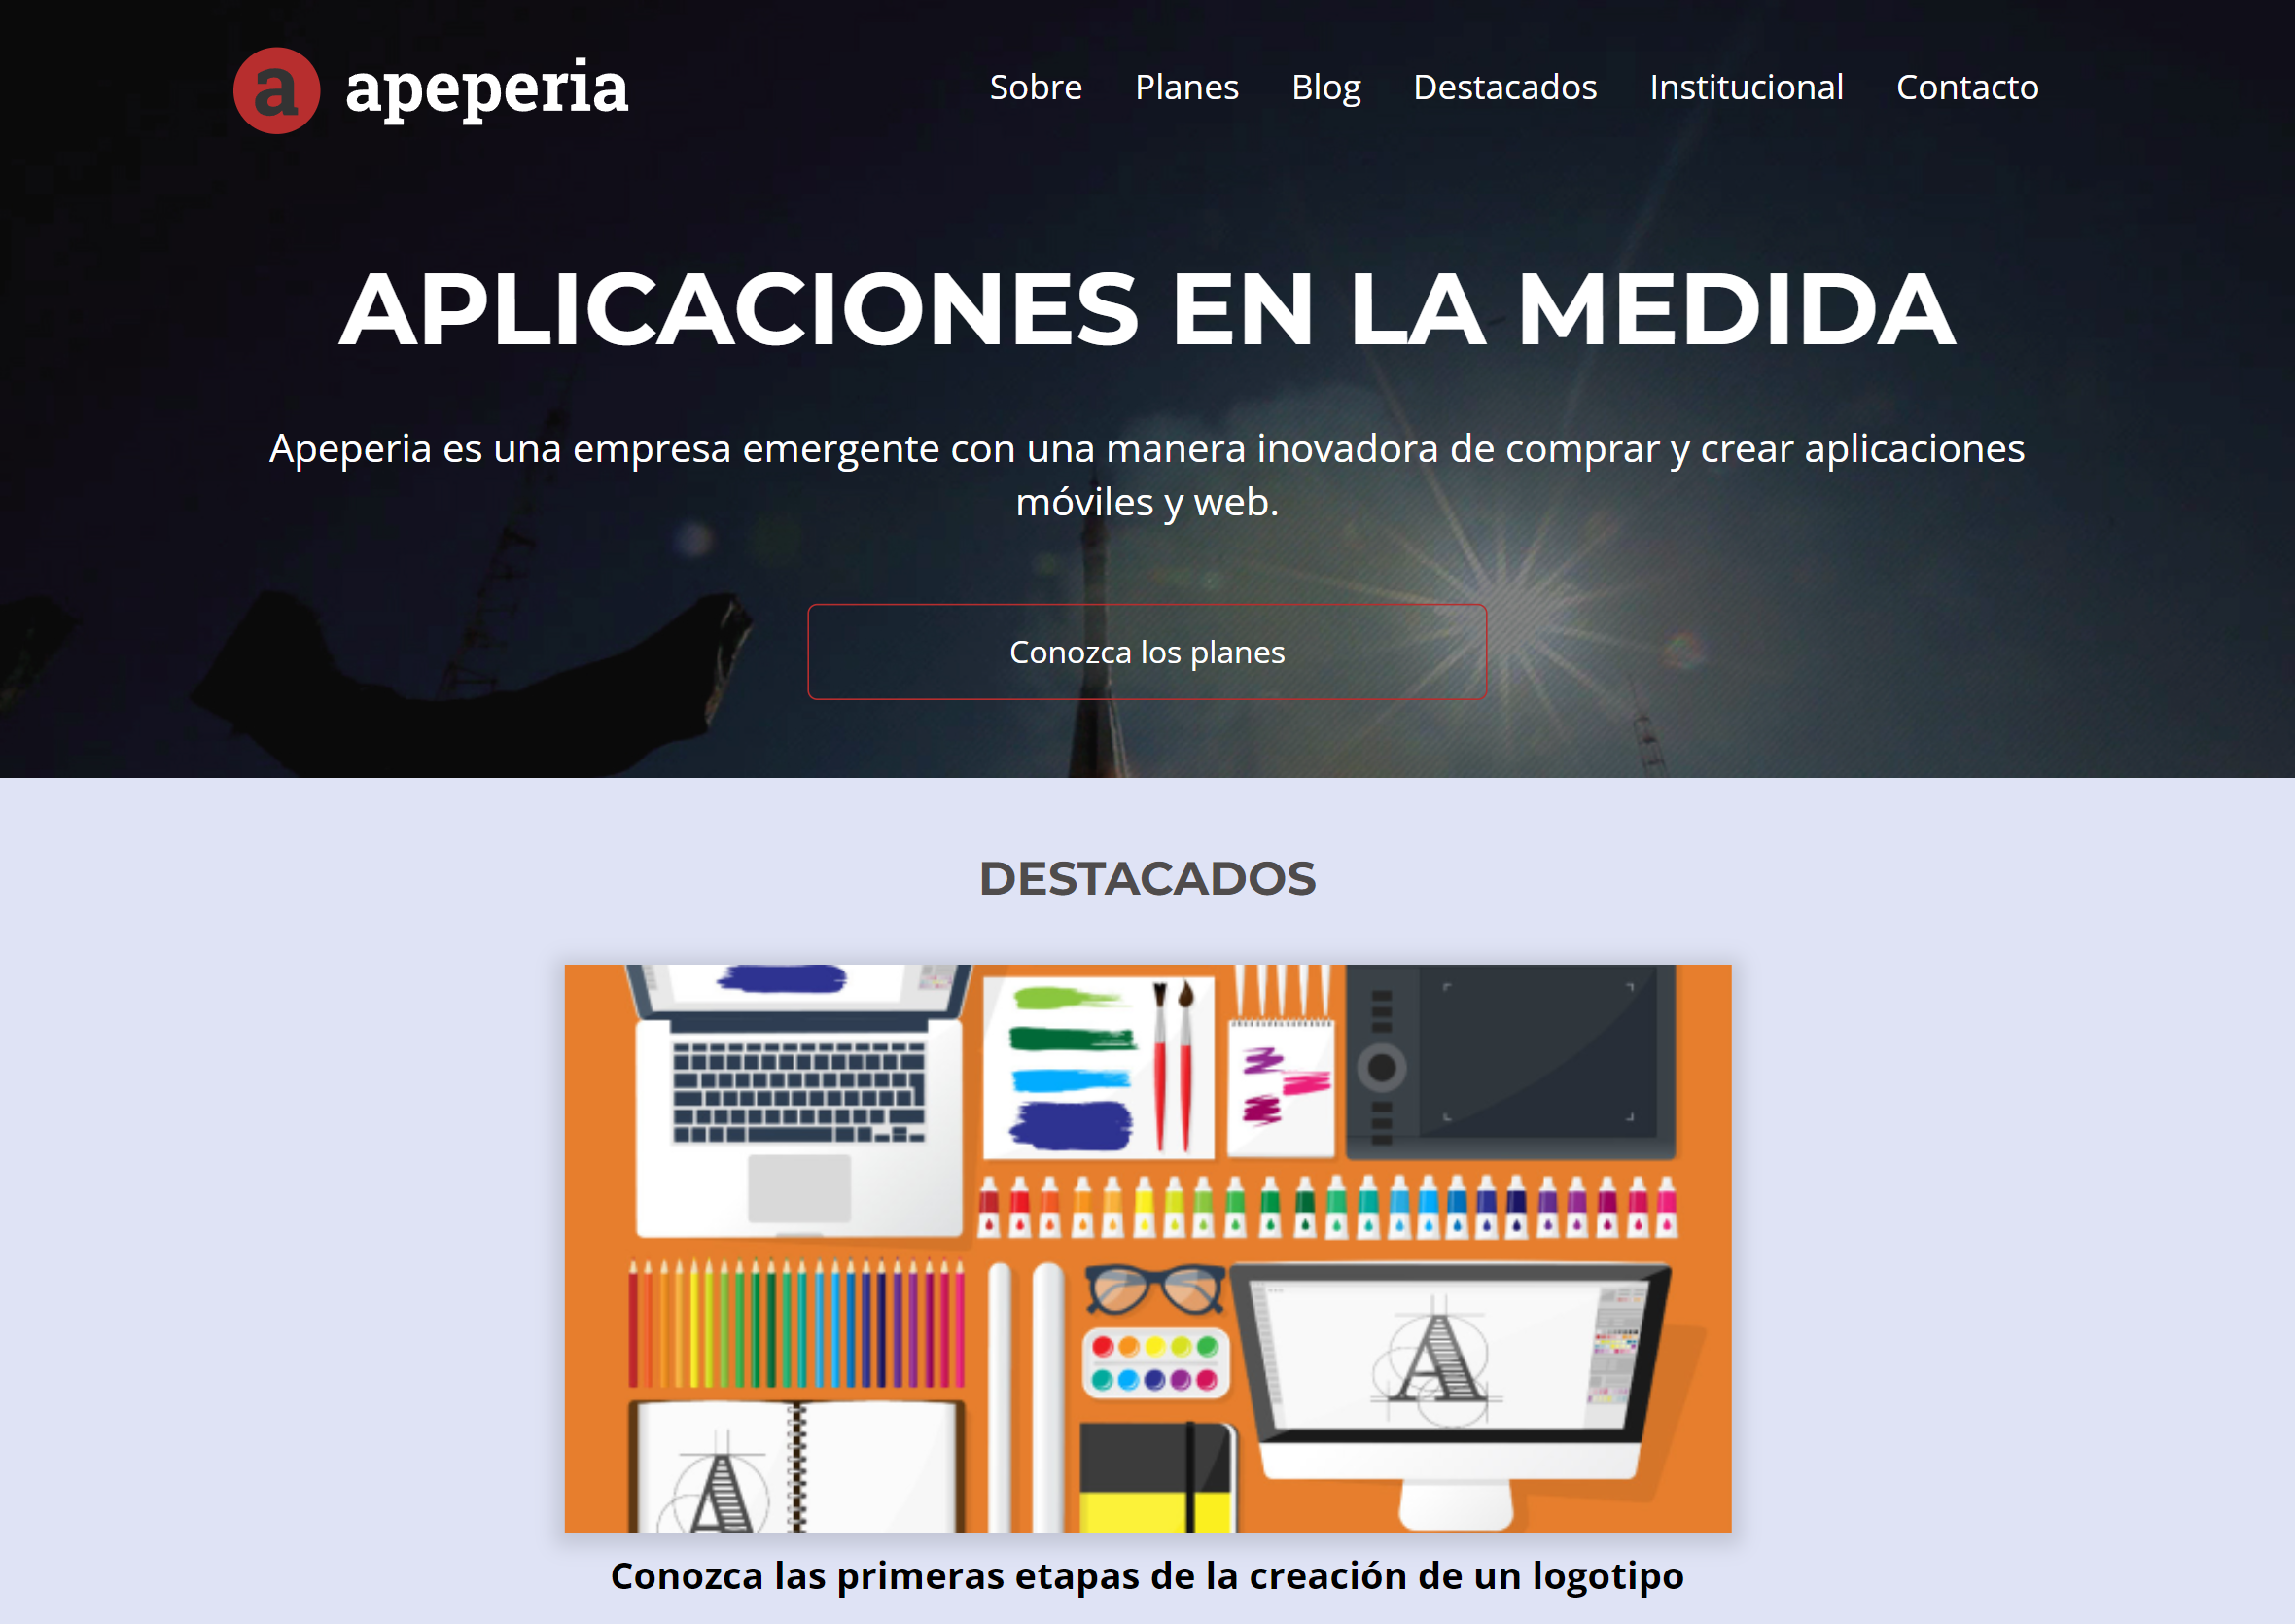 a apeperia
Sobre Planes Blog Destacados Institucional Contacto
APLICACIONES EN LA MEDIDA
Apeperia es una empresa emergente con una manera inovadora de comprar y crear aplicaciones
móviles y web.
Conozca los planes
DESTACADOS
A
A
Conozca las primeras etapas de la creación de un logotipo